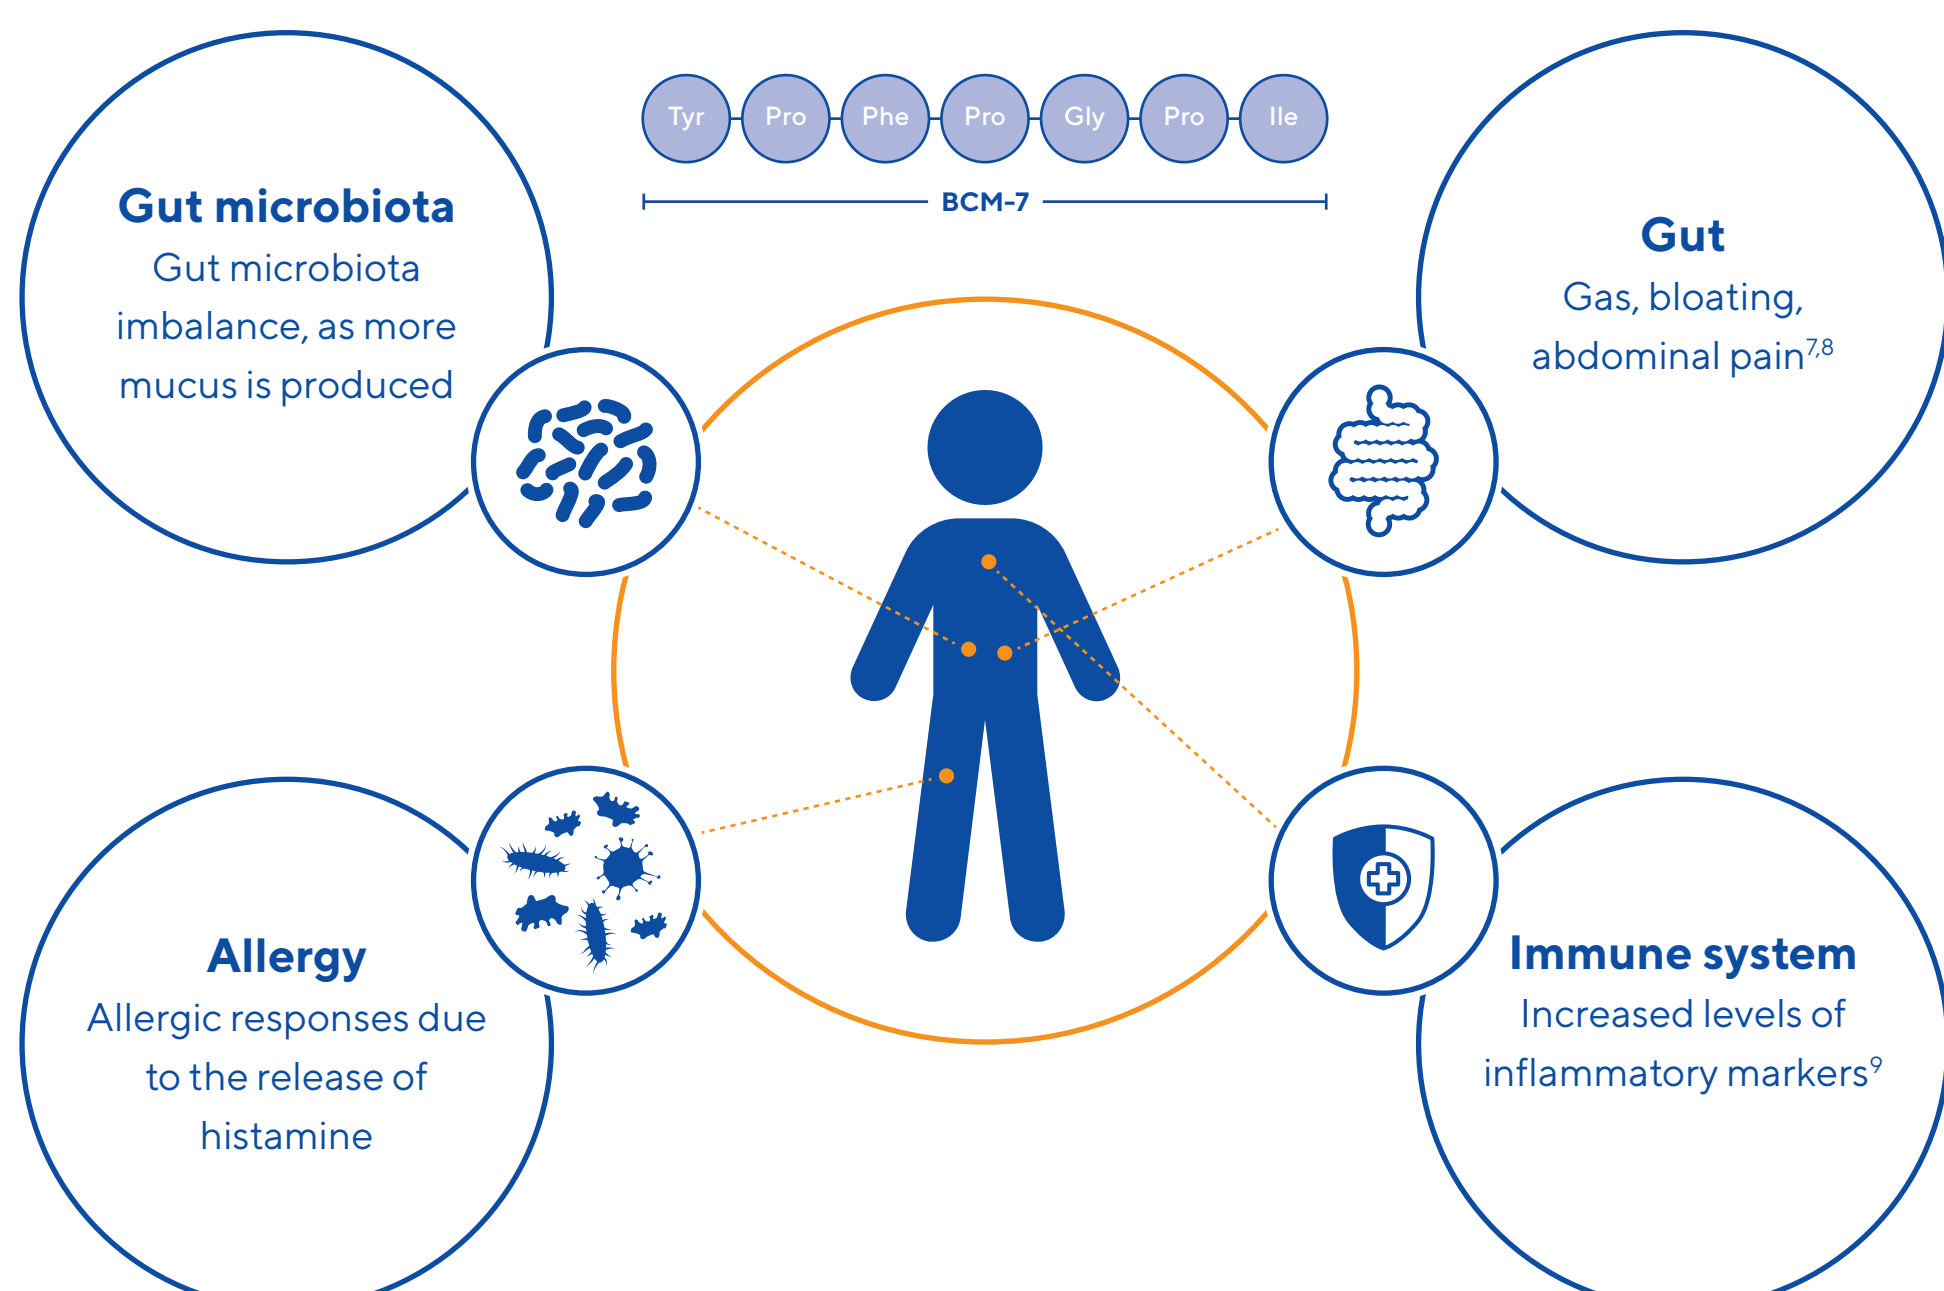 Tyr Pro Phe Pro Gly Pro Ile
BCM-7
Gut microbiota
Gut microbiota
imbalance, as more
mucus is produced
Gut
Gas, bloating,
abdominal pain7,8
Allergy
Allergic responses due
to the release of
histamine
Immune system
Increased levels of
inflammatory markers9